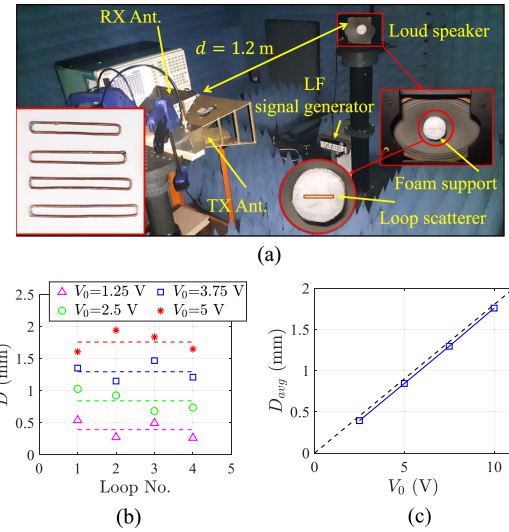 RX Ant.
Loud speaker
d = 1.2 m
LF
signal generator
TX Ant.
Foam support
Loop scatterer
(a)
V0=1.25 V
V0=3.75 V
V0=2.5 V
V0=5 V
2.5
2
1.5
1
0.5
0
D (mm)
0 1 2 3 4 5
Loop No.
(b)
2
1.5
1
0.5
0
Davg (mm)
0 5 10
V0 (V)
(c)